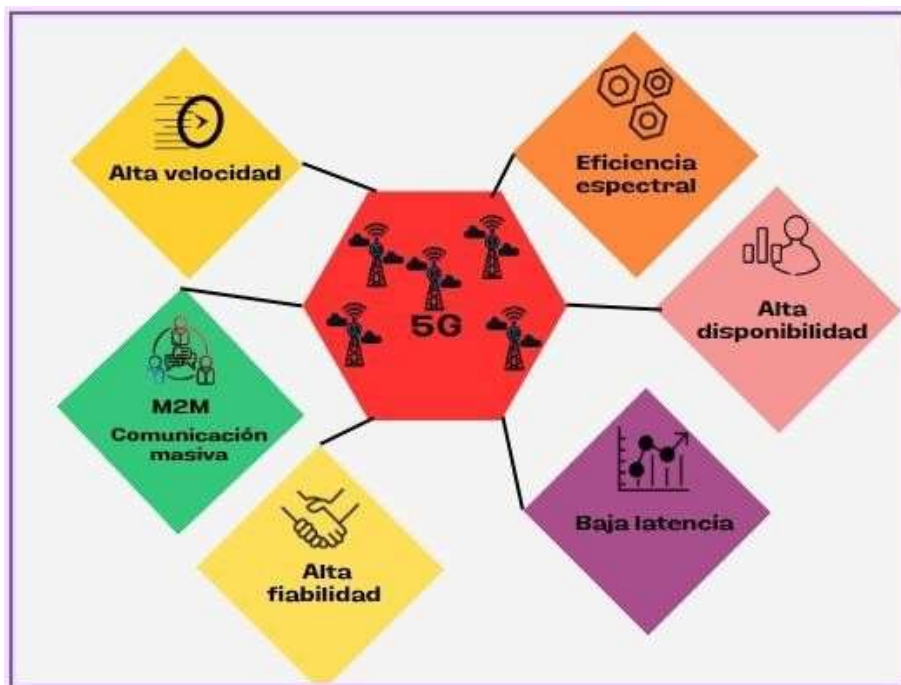 Alta velocidad
Eficiencia
espectral
5G
Alta
disponibilidad
M2M
Comunicación
masiva
Baja latencia
Alta
fiabilidad